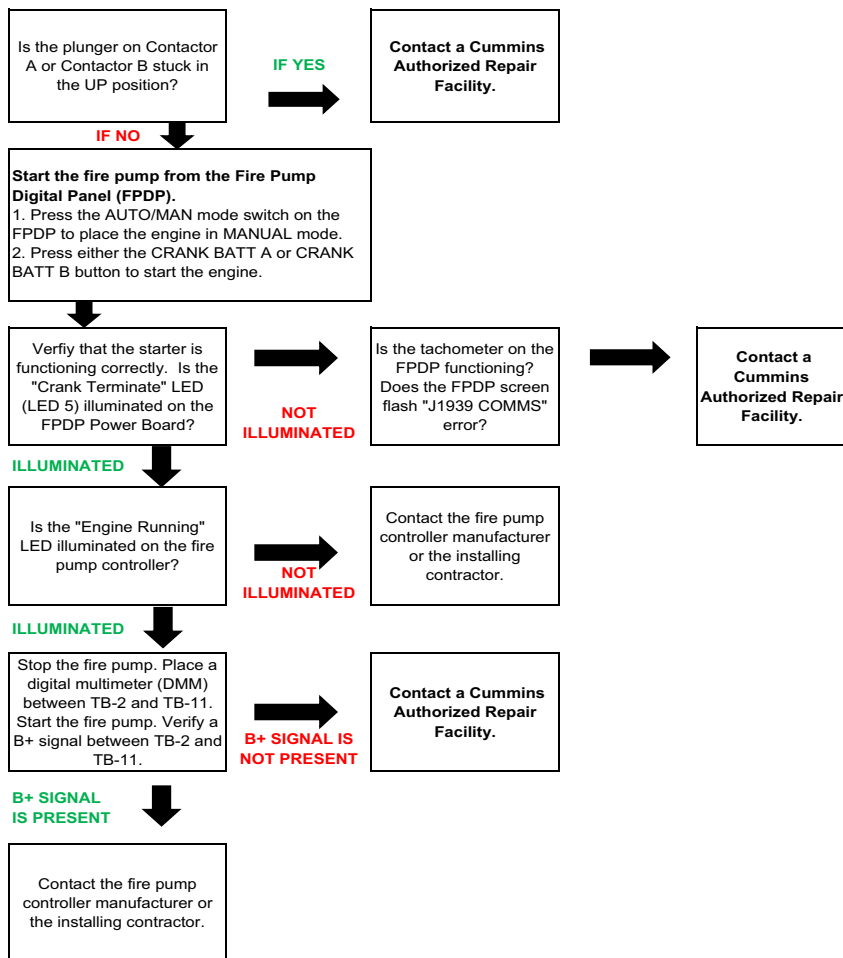 Is the plunger on Contactor
A or Contactor B stuck in
the UP position?
IF YES
Contact a Cummins
Authorized Repair
Facility.
IF NO
Start the fire pump from the Fire Pump
Digital Panel (FPDP).
1. Press the AUTO/MAN mode switch on the
FPDP to place the engine in MANUAL mode.
2. Press either the CRANK BATT A or CRANK
BATT B button to start the engine.
Verfiy that the starter is
functioning correctly. Is the
"Crank Terminate" LED
(LED 5) illuminated on the
FPDP Power Board?
NOT
ILLUMINATED
Is the tachometer on the
FPDP functioning?
Does the FPDP screen
flash "J1939 COMMS"
error?
Contact a
Cummins
Authorized Repair
Facility.
ILLUMINATED
Is the "Engine Running"
LED illuminated on the fire
pump controller?
NOT
ILLUMINATED
Contact the fire pump
controller manufacturer
or the installing
contractor.
ILLUMINATED
Stop the fire pump. Place a
digital multimeter (DMM)
between TB-2 and TB-11.
Start the fire pump. Verify a
B+ signal between TB-2 and
TB-11.
B+ SIGNAL IS
NOT PRESENT
Contact a Cummins
Authorized Repair
Facility.
B+ SIGNAL
IS PRESENT
Contact the fire pump
controller manufacturer or
the installing contractor.